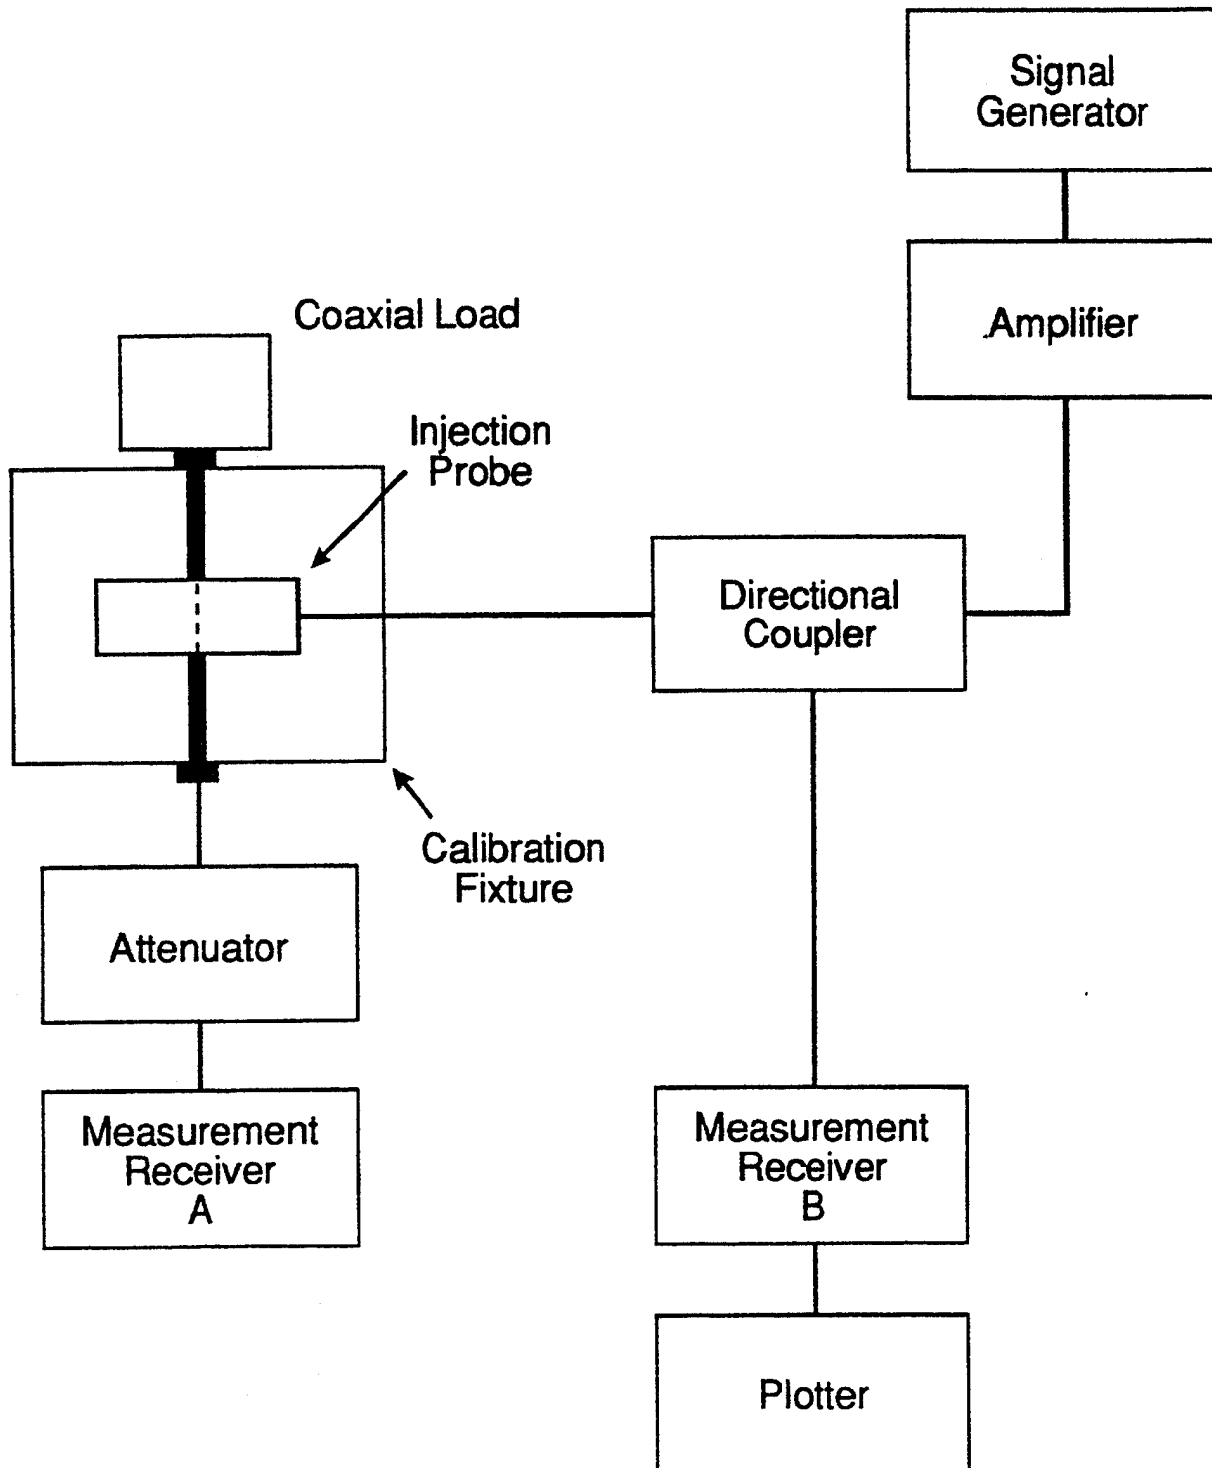 Signal
Generator
Amplifier
Coaxial Load
Injection
Probe
Directional
Coupler
Calibration
Fixture
Attenuator
Measurement
Receiver
A
Measurement
Receiver
B
Plotter